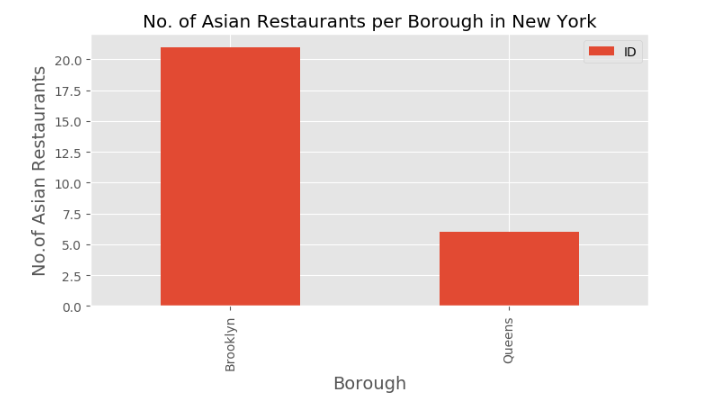 No. of Asian Restaurants per Borough in New York
ID
20.0
17.5
15.0
12.5
10.0
7.5
5.0
2.5
0.0
No.of Asian Restaurants
Brooklyn
Queens
Borough